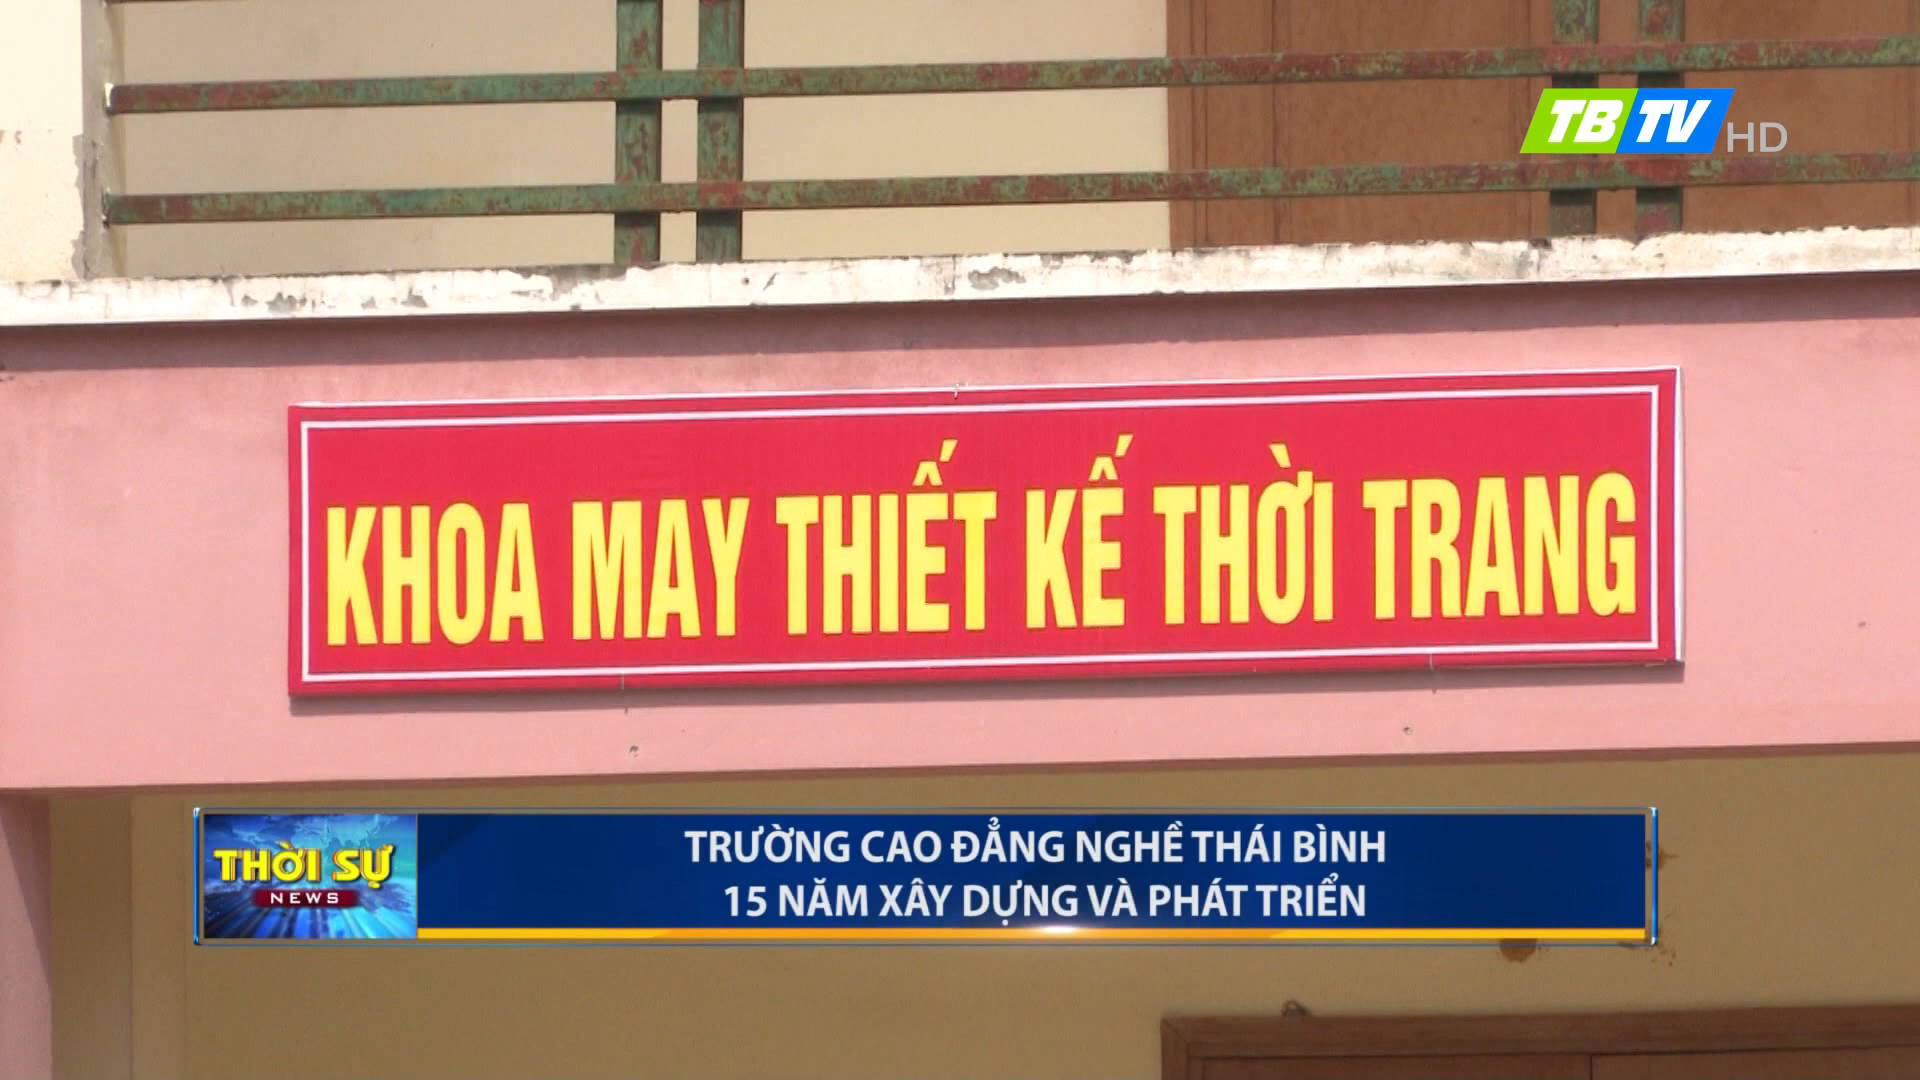 TBTV HD
KHOA MAY THIẾT KẾ THỜI TRANG
THỜI SỰ
NEWS
TRƯỜNG CAO ĐẲNG NGHỀ THÁI BÌNH
15 NĂM XÂY DỰNG VÀ PHÁT TRIỂN